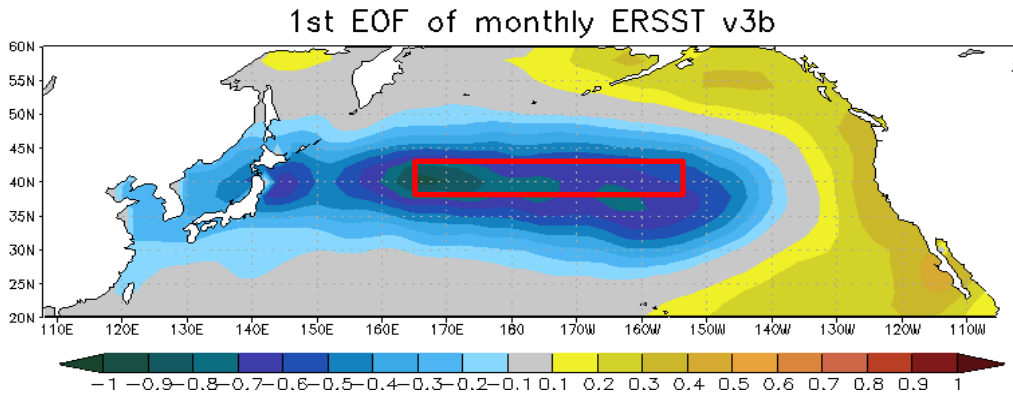 1st EOF of monthly ERSST v3b
60N
55N
50N
45N
40N
35N
30N
25N
20N
110E 120E 130E 140E 150E 160E 170E 180 170W 160W 150W 140W 130W 120W 110W
-1 -0.9 -0.8 -0.7 -0.6 -0.5 -0.4 -0.3 -0.2 -0.1 0.1 0.2 0.3 0.4 0.5 0.6 0.7 0.8 0.9 1